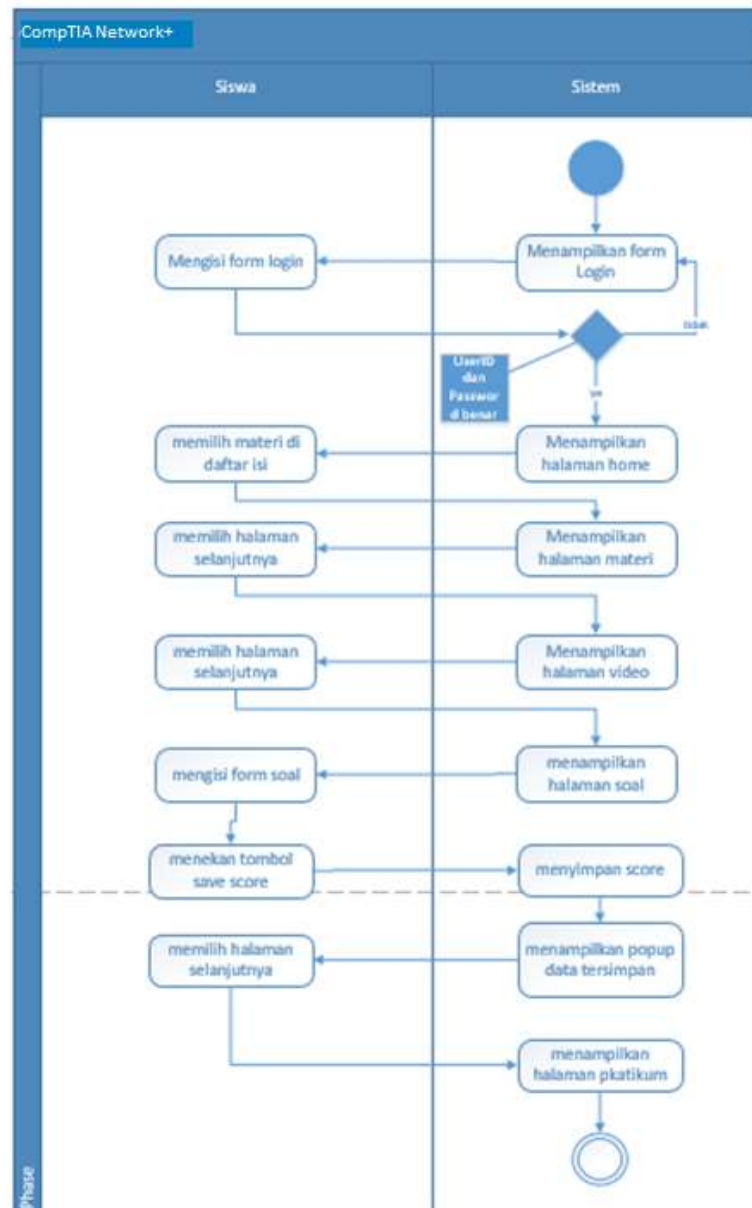 CompTIA Network+
Siswa
Sistem
Menampilkan form
Login
Mengisi form login
tidak
UserID
dan
Passwor
d benar
ya
Menampilkan
halaman home
memilih materi di
daftar isi
Menampilkan
halaman materi
memilih halaman
selanjutnya
Menampilkan
halaman video
memilih halaman
selanjutnya
menampilkan
halaman soal
mengisi form soal
menekan tombol
save score
menyimpan score
menampilkan popup
data tersimpan
memilih halaman
selanjutnya
menampilkan
halaman pkatikum
Phase